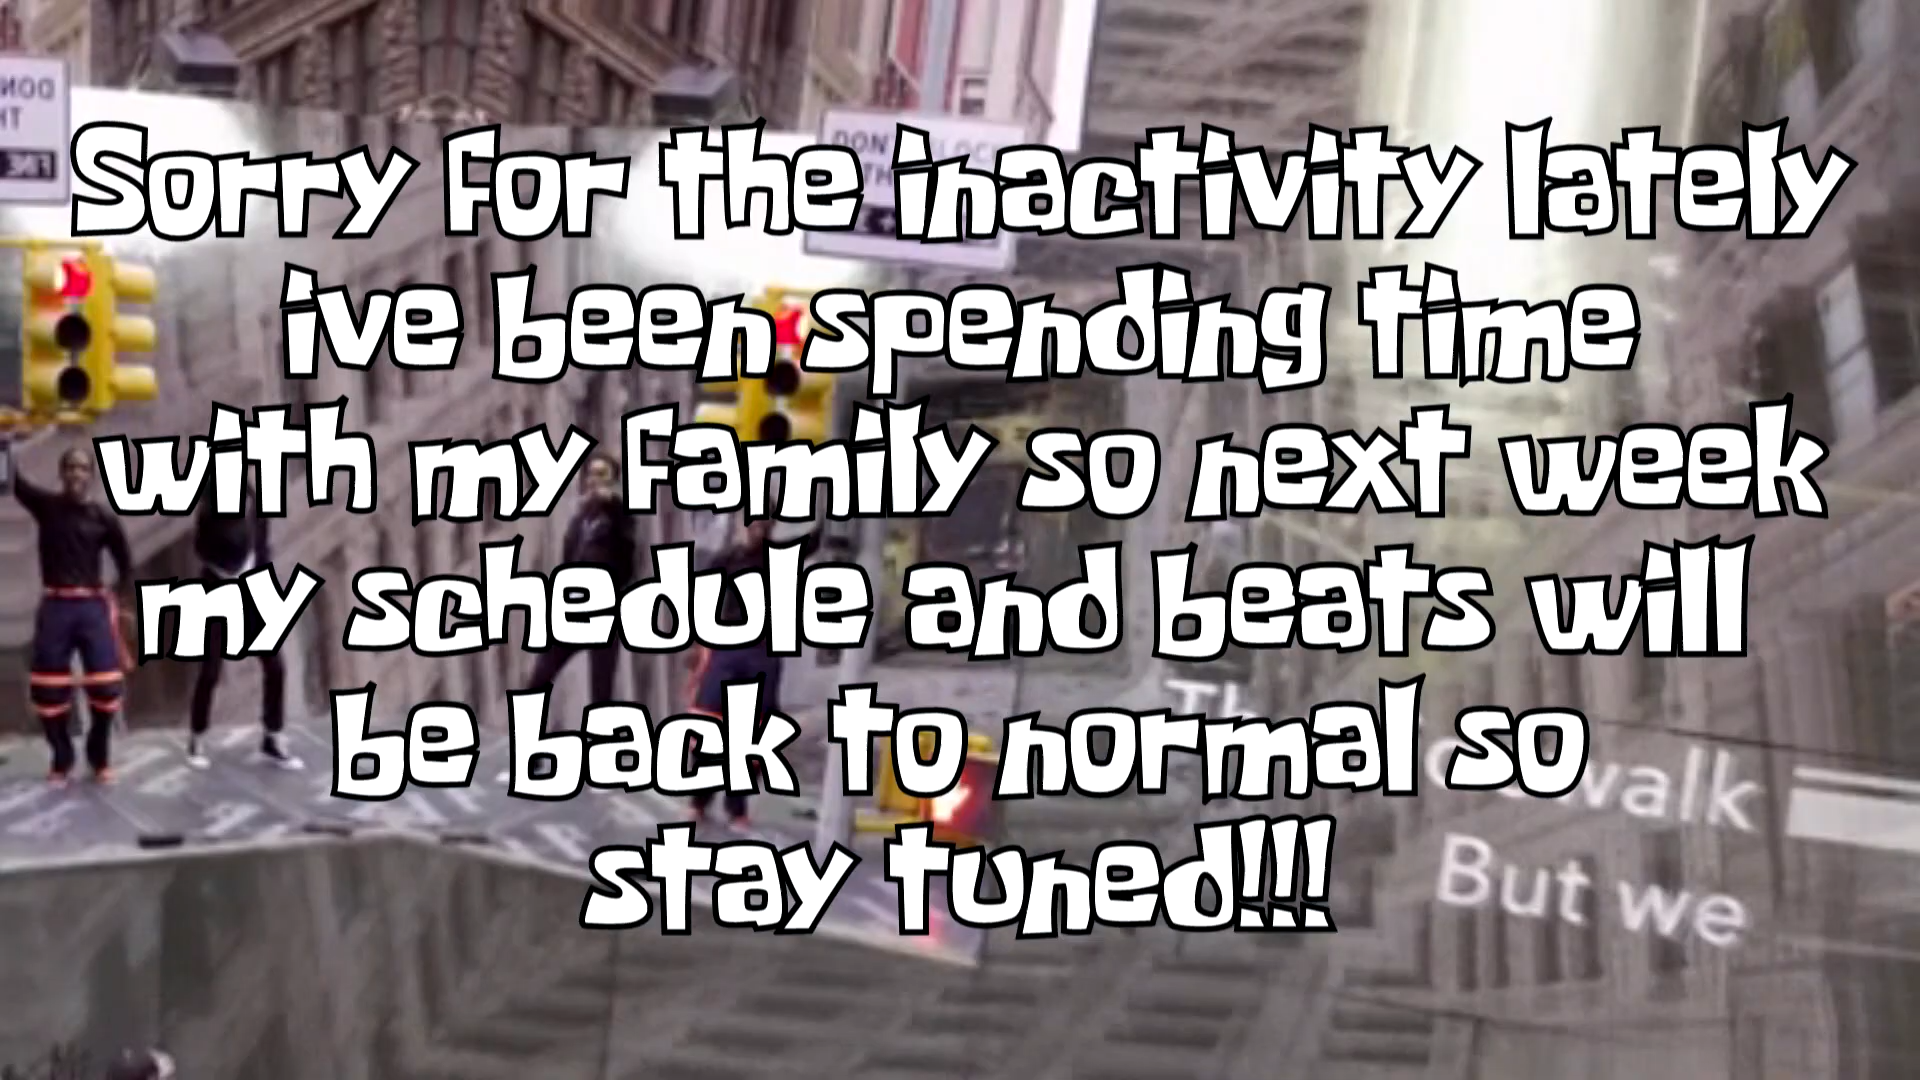 Sorry for the inactivity lately
ive been spending time
with my family so next week
my schedule and beats will
be back to normal so
stay tuned!!!
walk
But we